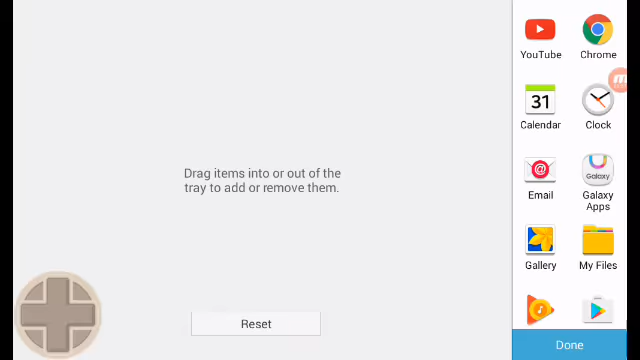 YouTube
Chrome
31
Calendar
Clock
Email
Galaxy
Galaxy
Apps
Drag items into or out of the
tray to add or remove them.
Gallery
My Files
Reset
Done